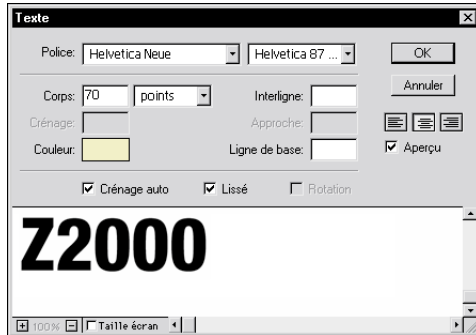 Texte
Police: Helvetica Neue Helvetica 87 ... OK
Corps: 70 points Interligne: Annuler
Crénage: Approche:
Couleur: Ligne de base: Aperçu
Crénage auto Lissé Rotation
Z2000
100% Taille écran